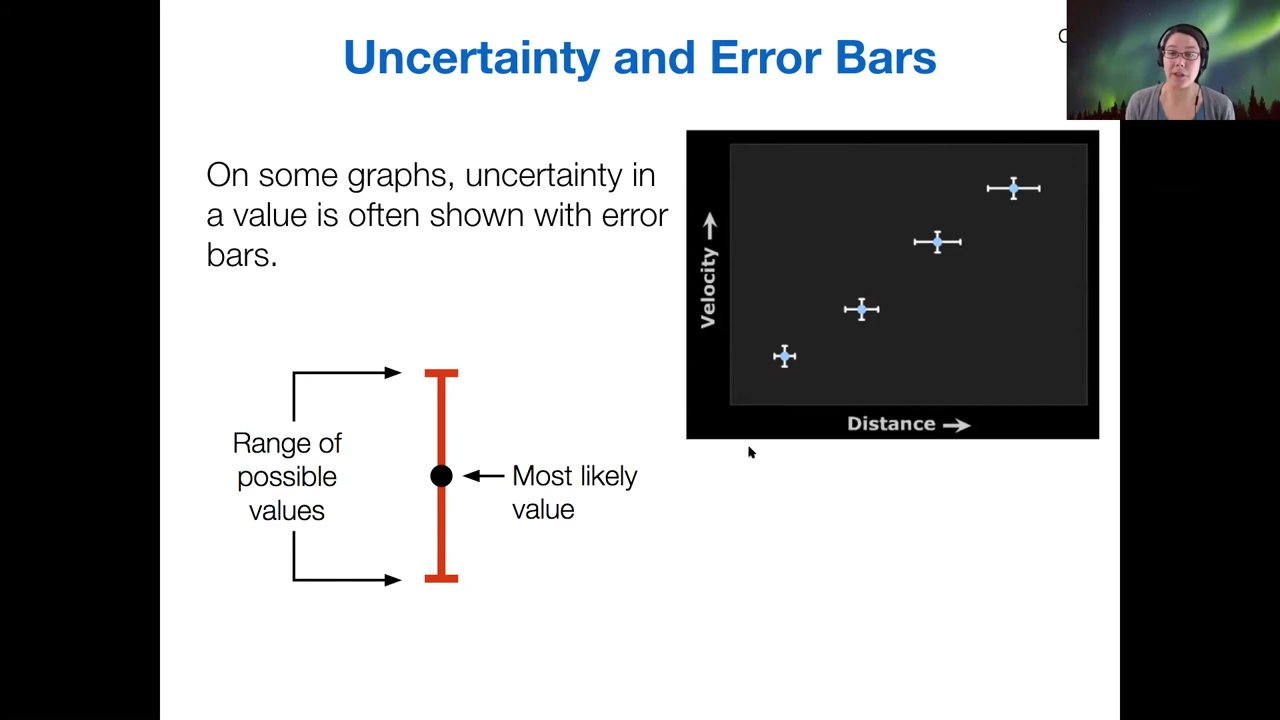 Uncertainty and Error Bars
On some graphs, uncertainty in
a value is often shown with error
bars.
Velocity
Distance
Range of
possible
values
Most likely
value